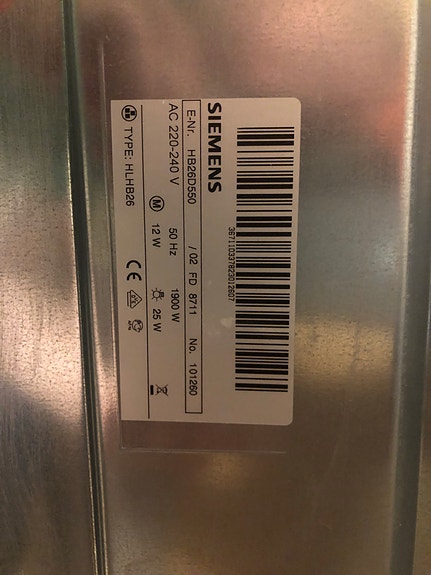 367110337823012607
SIEMENS
E-Nr. HB26D550 / 02 FD 8711 No. 101260
AC 220-240 V 50 Hz 1900 W
M 12 W 25 W
TYPE: HLHB26 CE